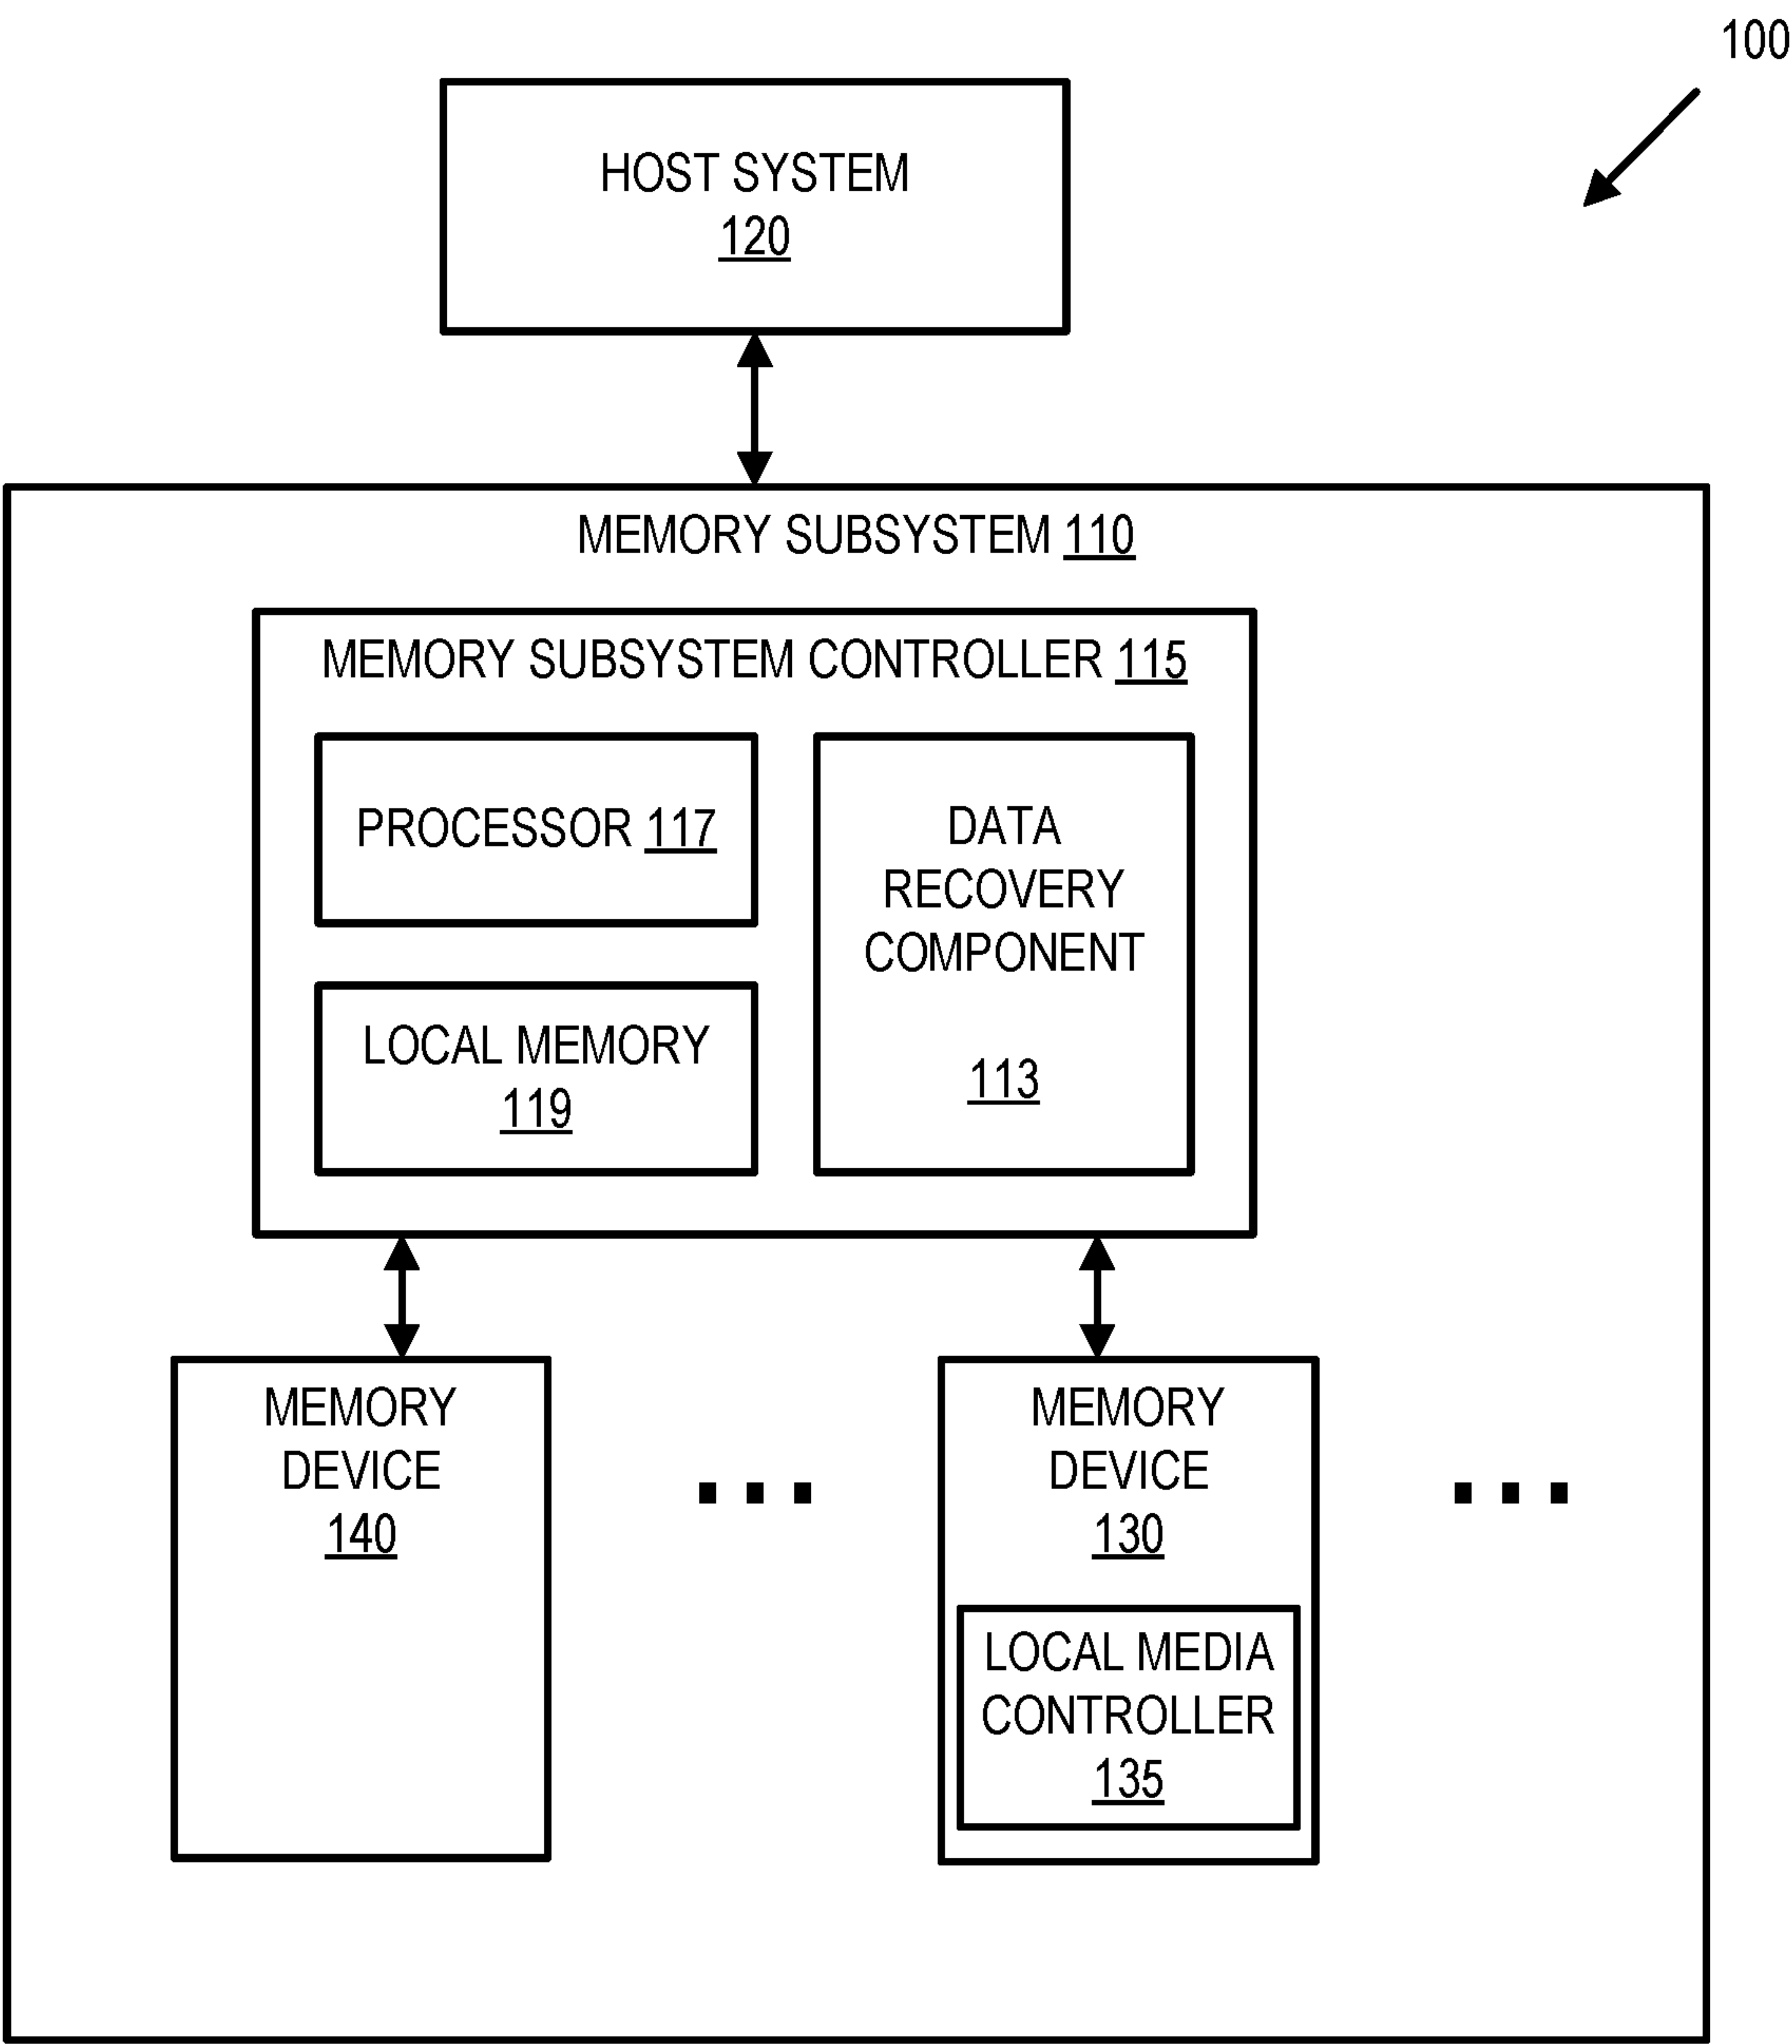 100
HOST SYSTEM
120
MEMORY SUBSYSTEM 110
MEMORY SUBSYSTEM CONTROLLER 115
PROCESSOR 117
DATA
RECOVERY
COMPONENT
113
LOCAL MEMORY
119
MEMORY
DEVICE
140
MEMORY
DEVICE
130
LOCAL MEDIA
CONTROLLER
135